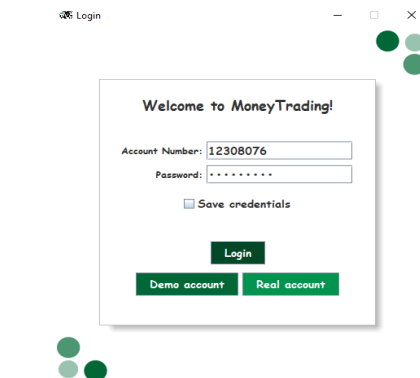 Login
Welcome to MoneyTrading!
Account Number: 12308076
Password: •••••••••
Save credentials
Login
Demo account Real account